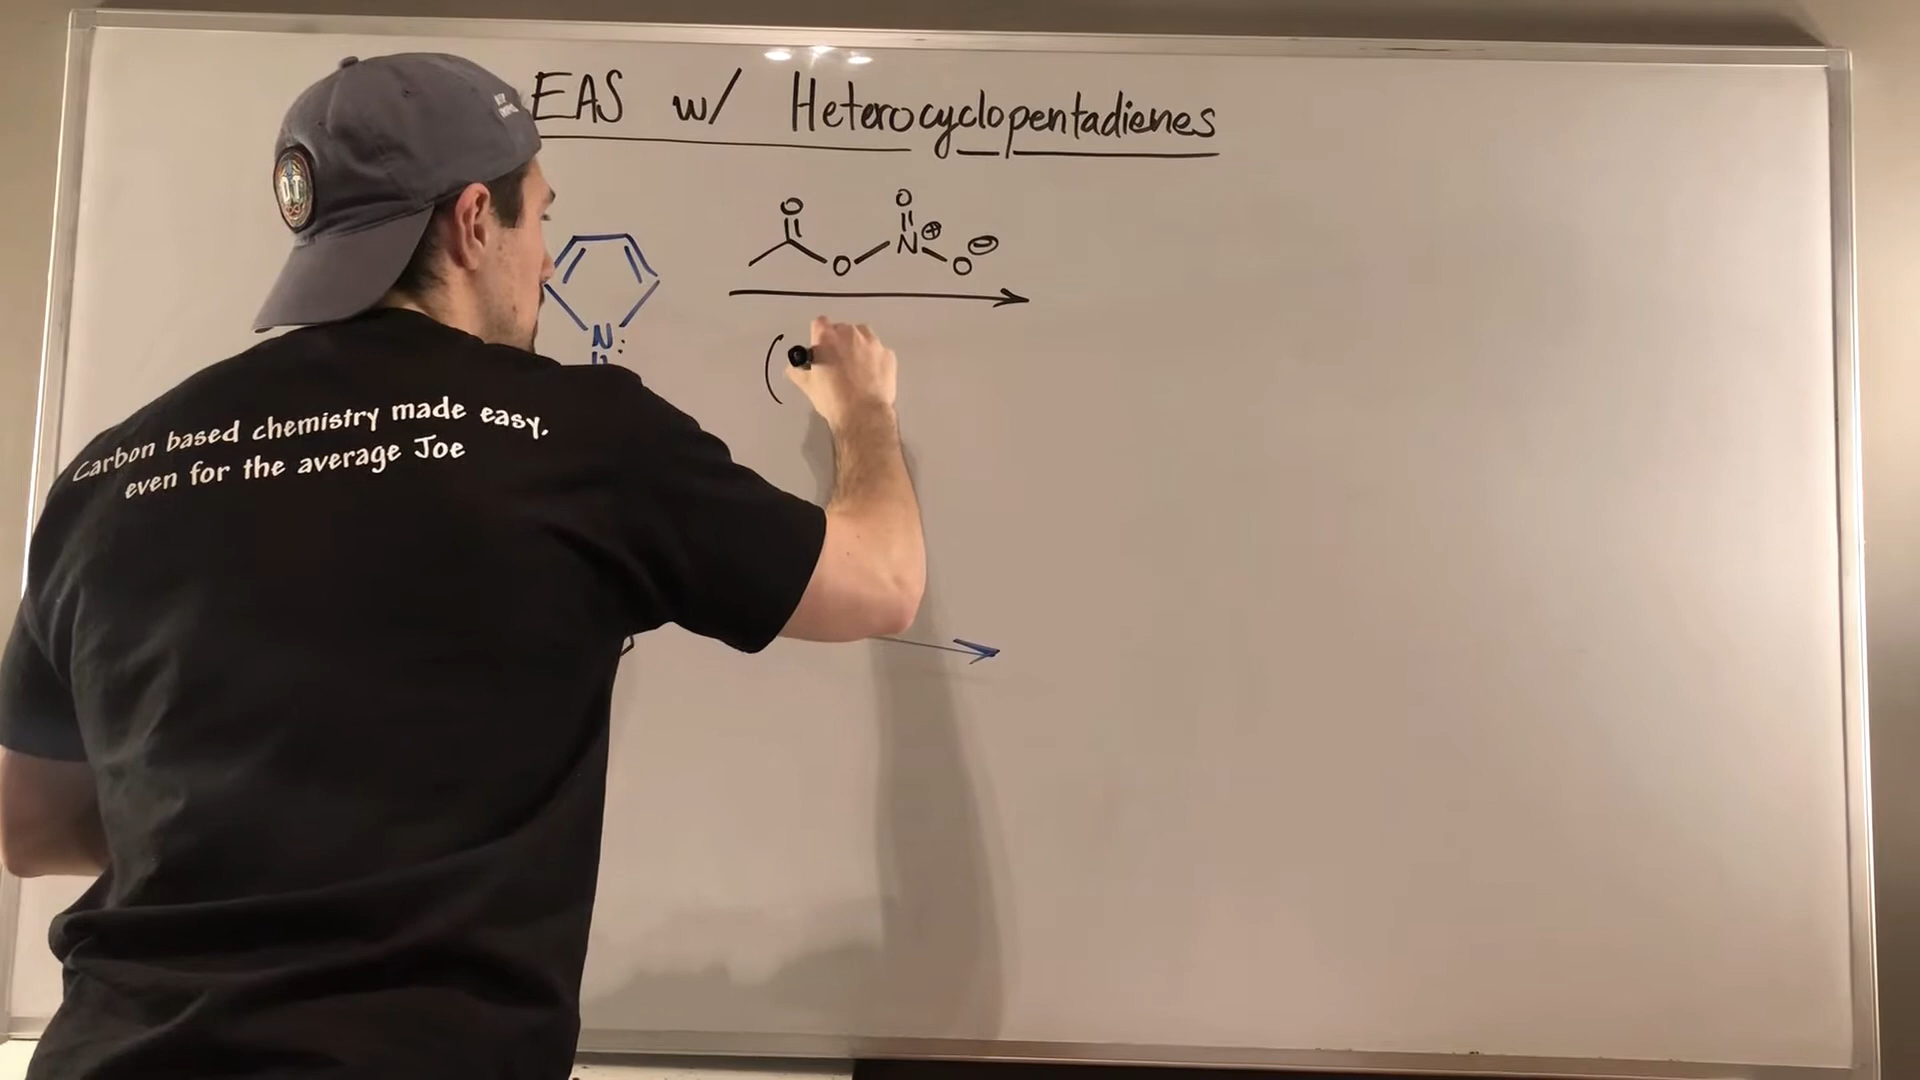 EAS w/ Heterocyclopentadienes
O O
N ⊕ ⊖
O O
N:
(
Carbon based chemistry made easy,
even for the average Joe